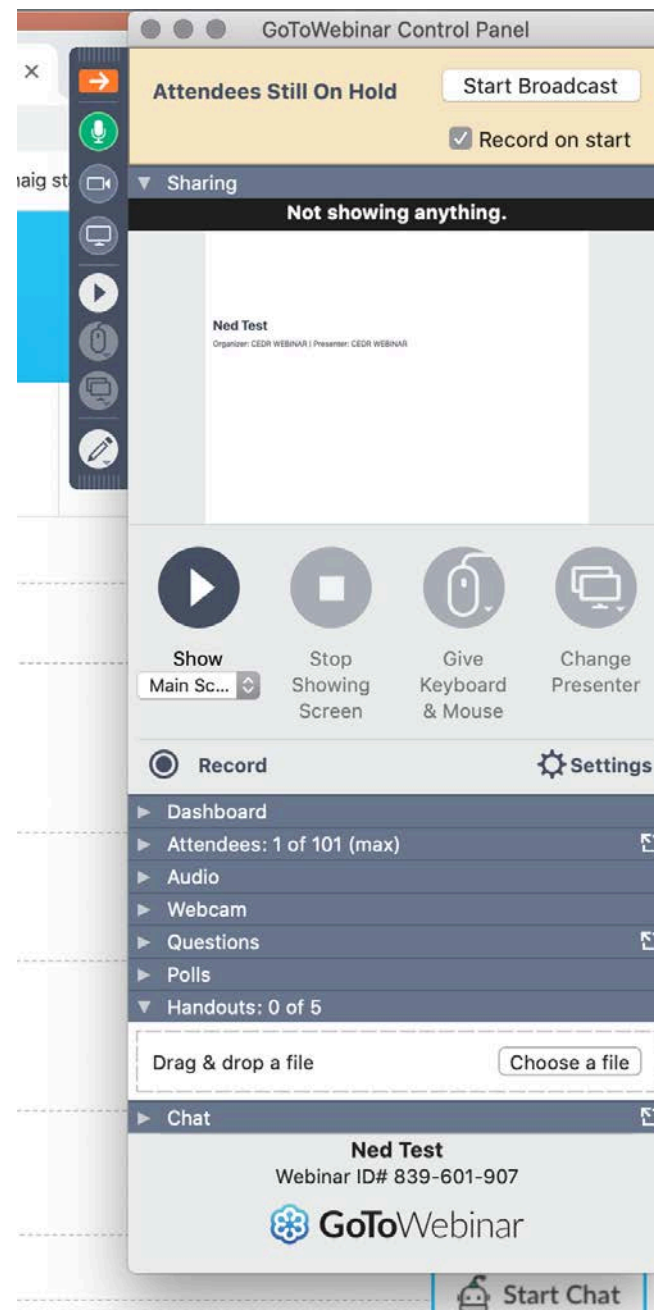 GoToWebinar Control Panel
Attendees Still On Hold
Start Broadcast
Record on start
naig st
Sharing
Not showing anything.
Ned Test
Organizer: CEDR WEBINAR | Presenter: CEDR WEBINAR
Show
Main Sc...
Stop
Showing
Screen
Give
Keyboard
& Mouse
Change
Presenter
Record
Settings
Dashboard
Attendees: 1 of 101 (max)
Audio
Webcam
Questions
Polls
Handouts: 0 of 5
Drag & drop a file
Choose a file
Chat
Ned Test
Webinar ID# 839-601-907
GoToWebinar
Start Chat